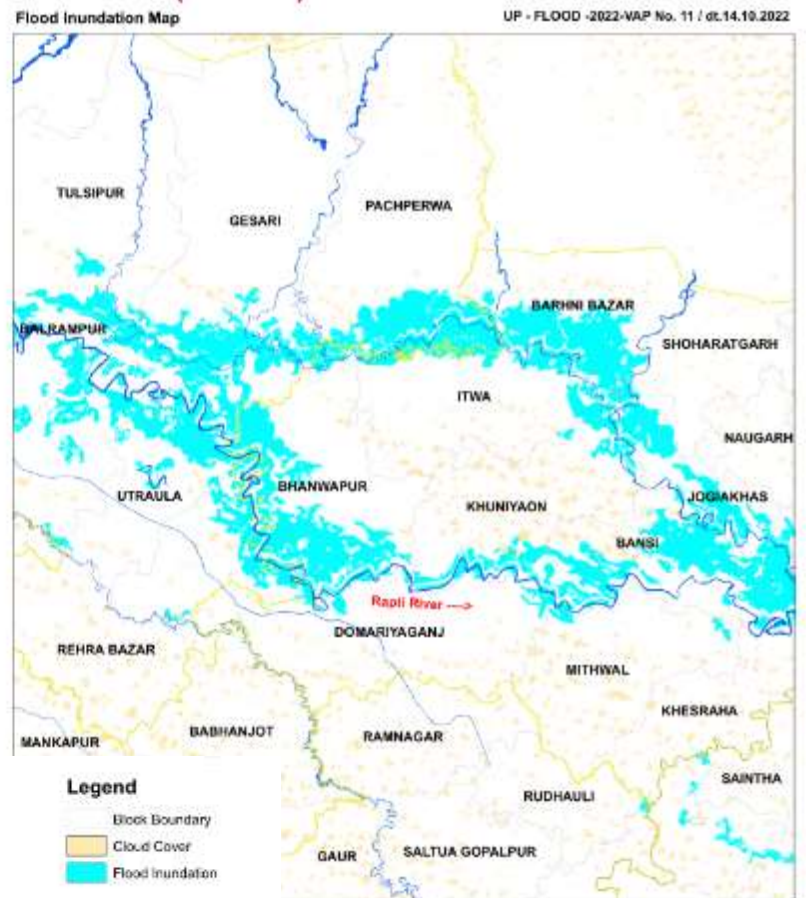 Flood Inundation Map
UP - FLOOD -2022-VAP No. 11 / dt.14.10.2022
TULSIPUR
GESARI
PACHPERWA
BARHNI BAZAR
BALRAMPUR
SHOHARATGARH
ITWA
NAUGARH
UTRAULA
BHANWAPUR
JOGIAKHAS
KHUNIYAON
BANSI
Rapti River --->
DOMARIYAGANJ
REHRA BAZAR
MITHWAL
KHESRAHA
MANKAPUR
BABHANJOT
RAMNAGAR
SAINTHA
RUDHAULI
GAUR
SALTUA GOPALPUR
Legend
Block Boundary
Cloud Cover
Flood Inundation